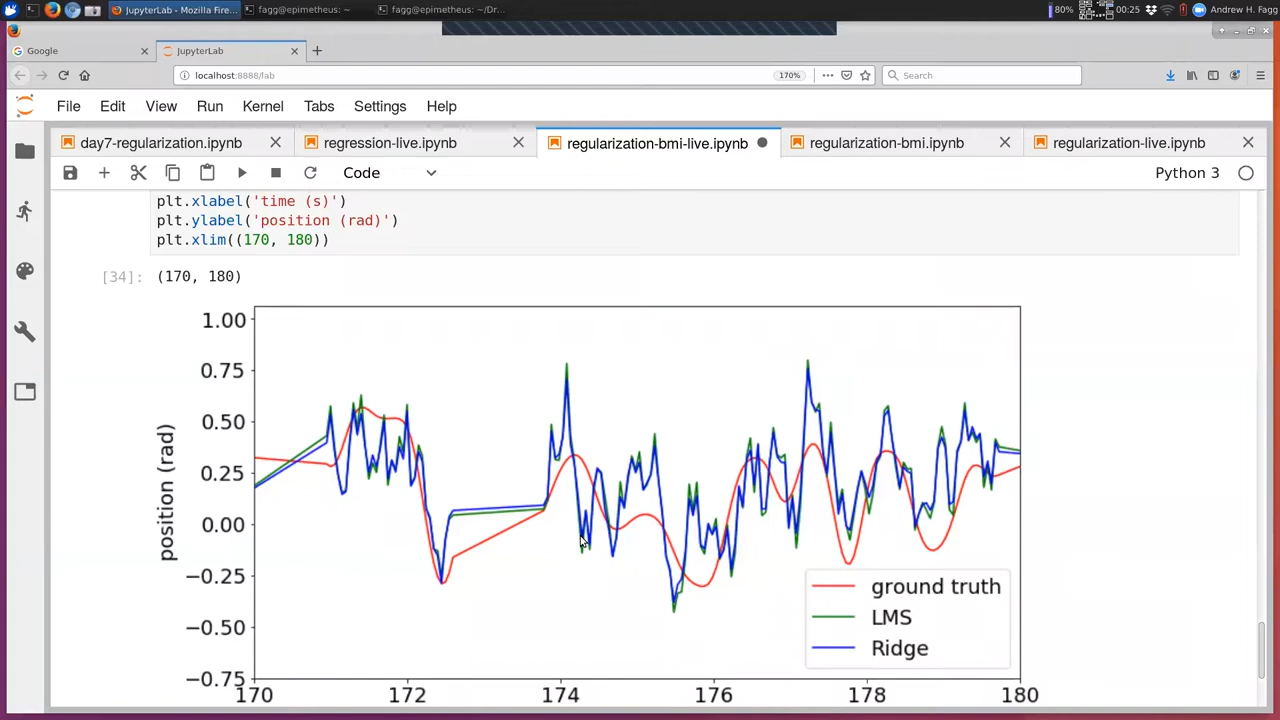 JupyterLab - Mozilla Fire... fagg@epimetheus: ~ fagg@epimetheus: ~/Dr... 80% 00:25 Andrew H. Fagg
Google JupyterLab
localhost:8888/lab 170% Search
File Edit View Run Kernel Tabs Settings Help
day7-regularization.ipynb regression-live.ipynb regularization-bmi-live.ipynb regularization-bmi.ipynb regularization-live.ipynb
Code Python 3
plt.xlabel('time (s)')
plt.ylabel('position (rad)')
plt.xlim((170, 180))
[34]: (170, 180)
1.00
0.75
0.50
0.25
0.00
−0.25
−0.50
−0.75
position (rad)
ground truth
LMS
Ridge
170 172 174 176 178 180